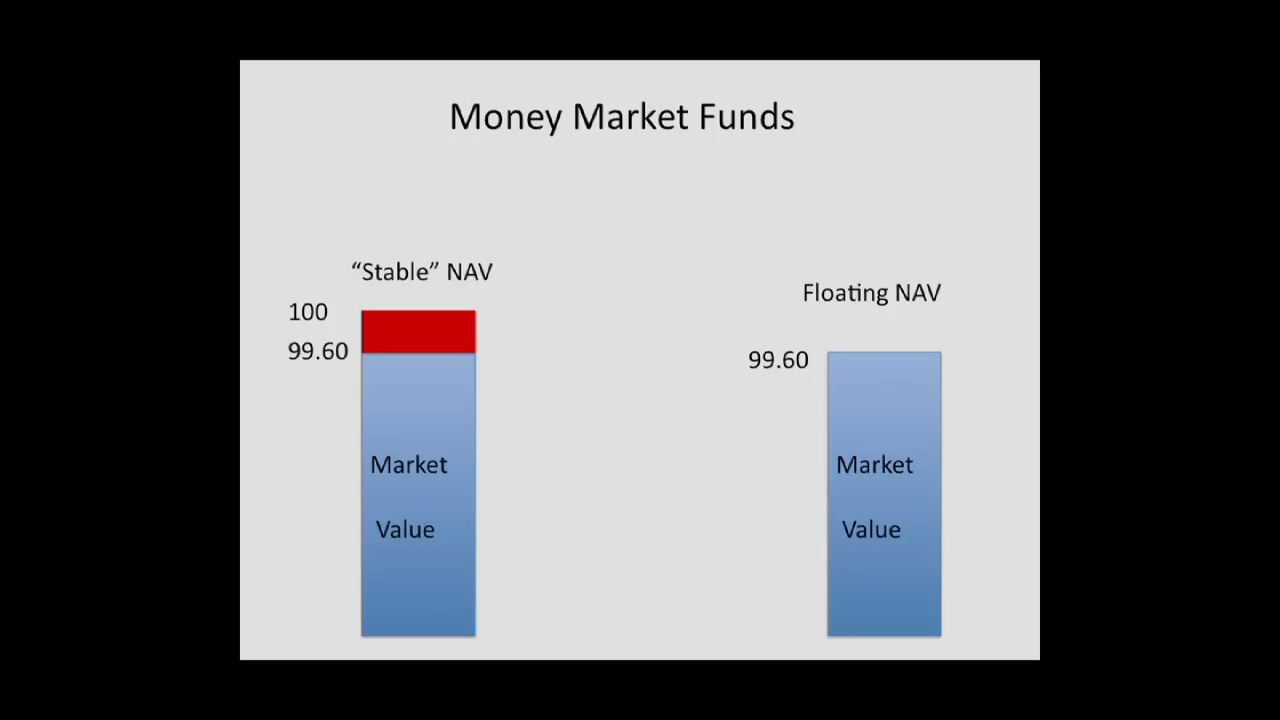 Money Market Funds
“Stable” NAV
100
99.60
Market
Value
Floating NAV
99.60
Market
Value